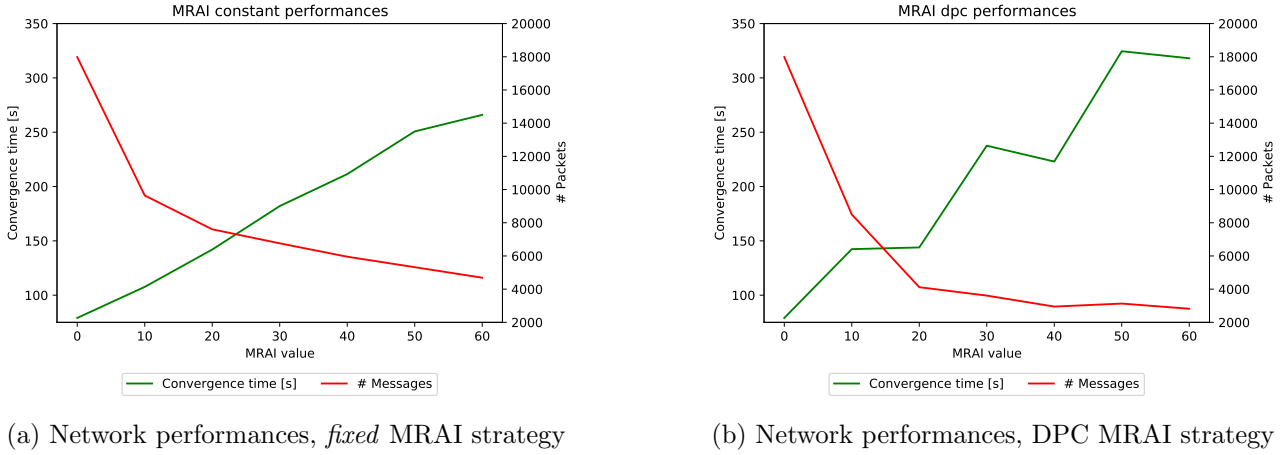 MRAI constant performances
350
300
250
200
150
100
Convergence time [s]
20000
18000
16000
14000
12000
10000
8000
6000
4000
2000
# Packets
0 10 20 30 40 50 60
MRAI value
Convergence time [s] # Messages
(a) Network performances, fixed MRAI strategy
MRAI dpc performances
350
300
250
200
150
100
Convergence time [s]
20000
18000
16000
14000
12000
10000
8000
6000
4000
2000
# Packets
0 10 20 30 40 50 60
MRAI value
Convergence time [s] # Messages
(b) Network performances, DPC MRAI strategy